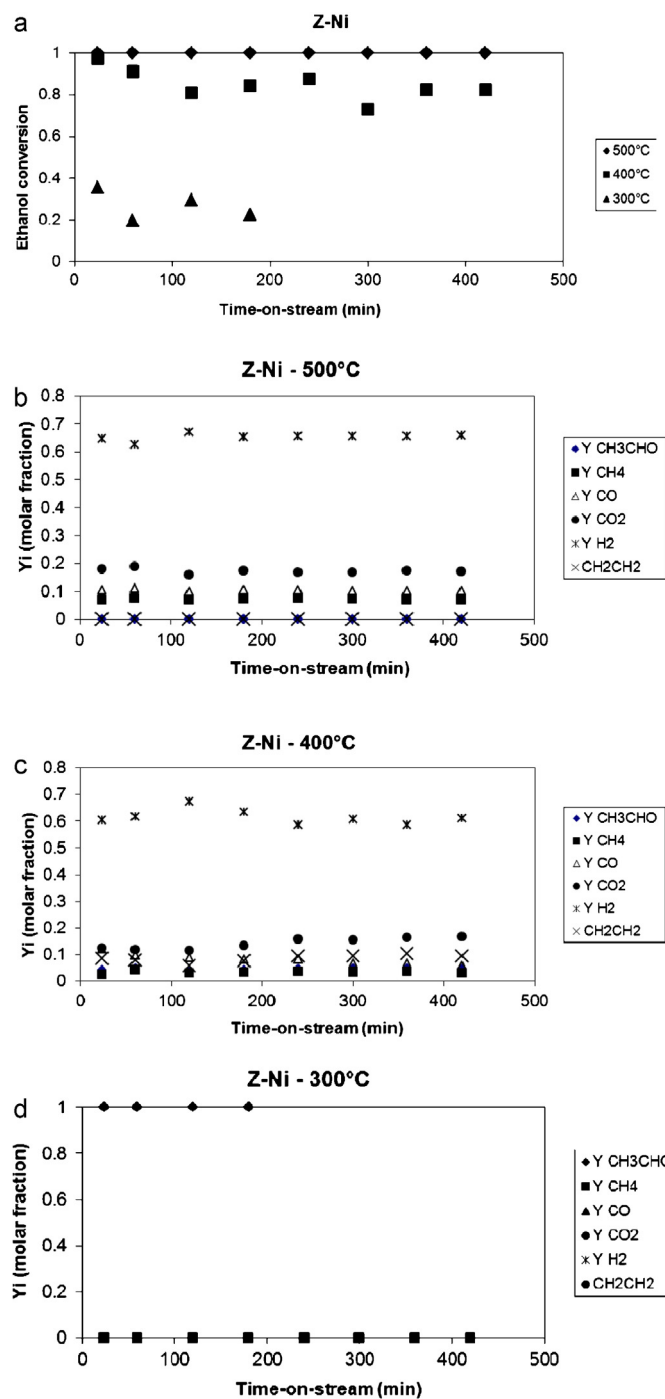 a
Z-Ni
Ethanol conversion
1
0.8
0.6
0.4
0.2
0
0 100 200 300 400 500
Time-on-stream (min)
500°C
400°C
300°C
b
Z-Ni - 500°C
Yi (molar fraction)
0.8
0.7
0.6
0.5
0.4
0.3
0.2
0.1
0
0 100 200 300 400 500
Time-on-stream (min)
Y CH3CHO
Y CH4
Y CO
Y CO2
Y H2
CH2CH2
c
Z-Ni - 400°C
Yi (molar fraction)
0.8
0.7
0.6
0.5
0.4
0.3
0.2
0.1
0
0 100 200 300 400 500
Time-on-stream (min)
Y CH3CHO
Y CH4
Y CO
Y CO2
Y H2
CH2CH2
d
Z-Ni - 300°C
Yi (molar fraction)
1
0.8
0.6
0.4
0.2
0
0 100 200 300 400 500
Time-on-stream (min)
Y CH3CHO
Y CH4
Y CO
Y CO2
Y H2
CH2CH2